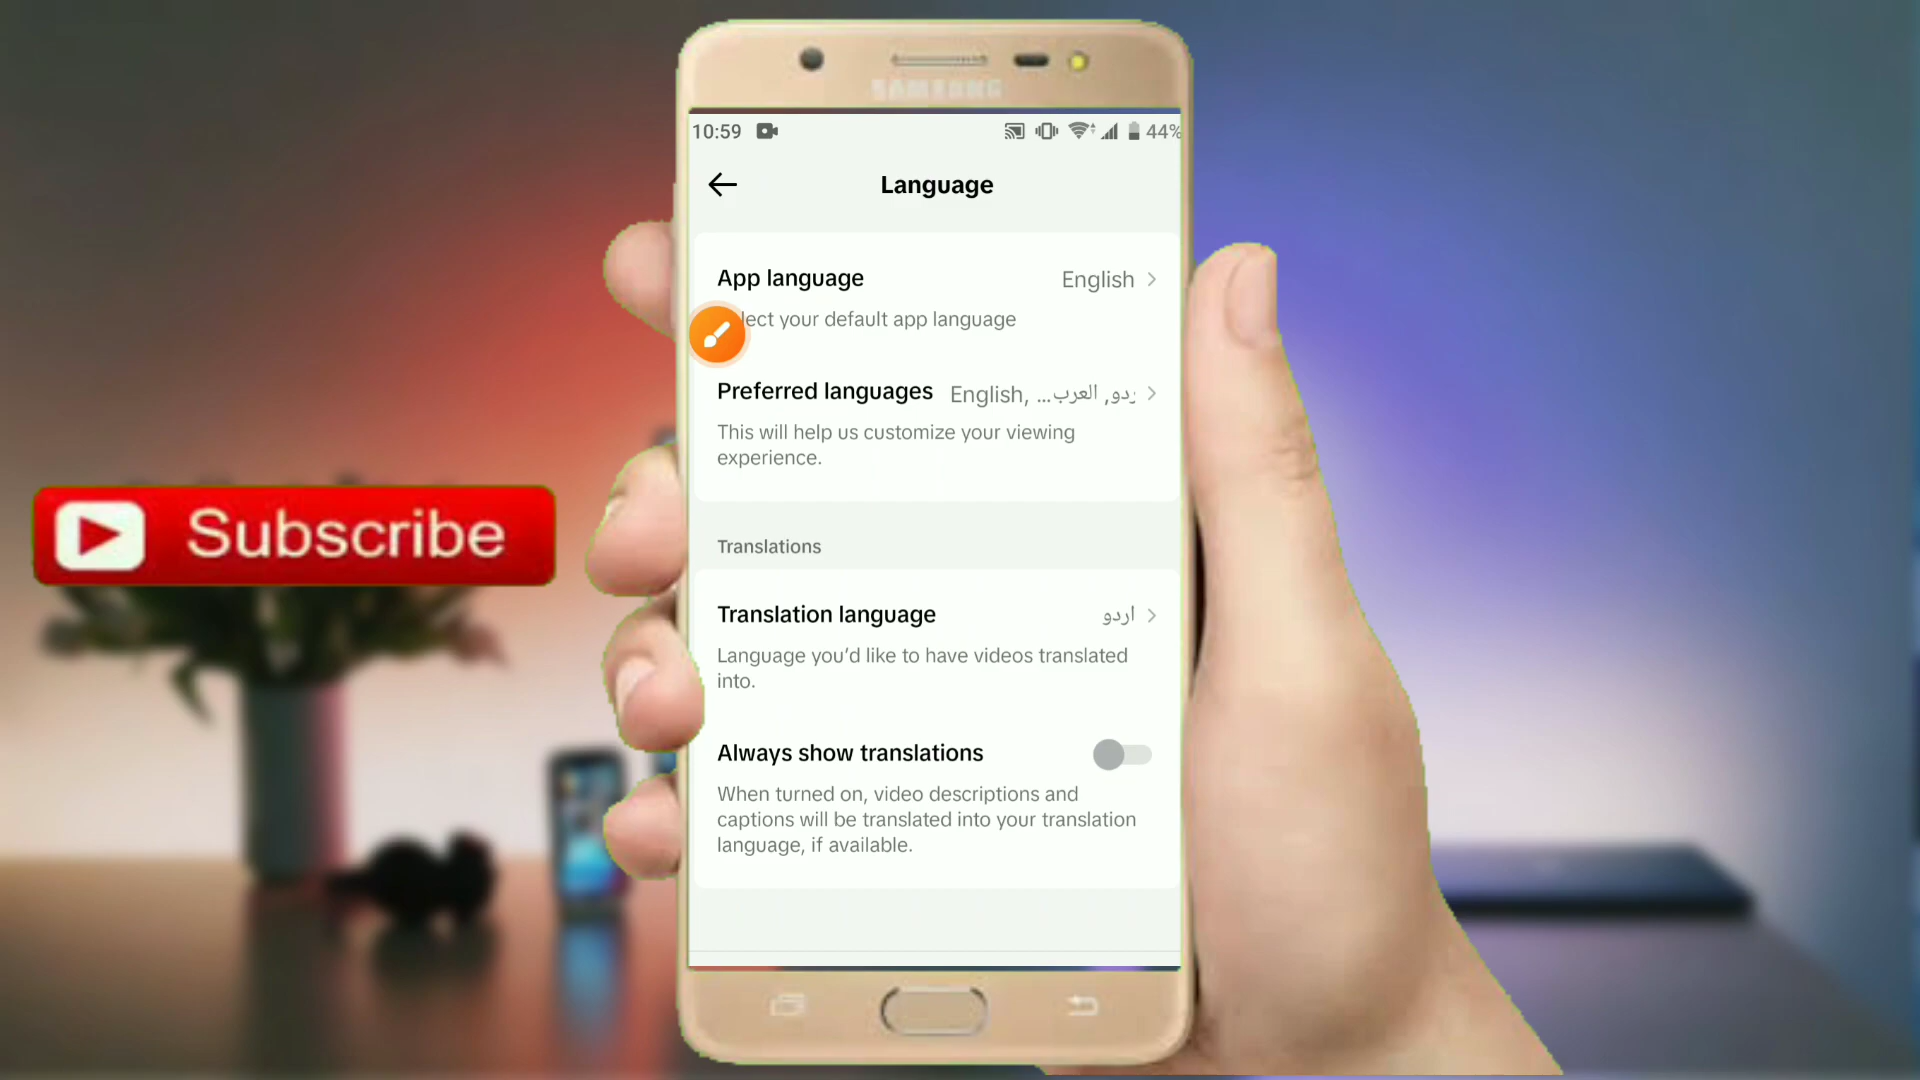 SAMSUNG
10:59
44%
Language
App language
English
lect your default app language
Preferred languages
English, ...ردو, العرب
This will help us customize your viewing
experience.
Subscribe
Translations
Translation language
اردو
Language you’d like to have videos translated
into.
Always show translations
When turned on, video descriptions and
captions will be translated into your translation
language, if available.